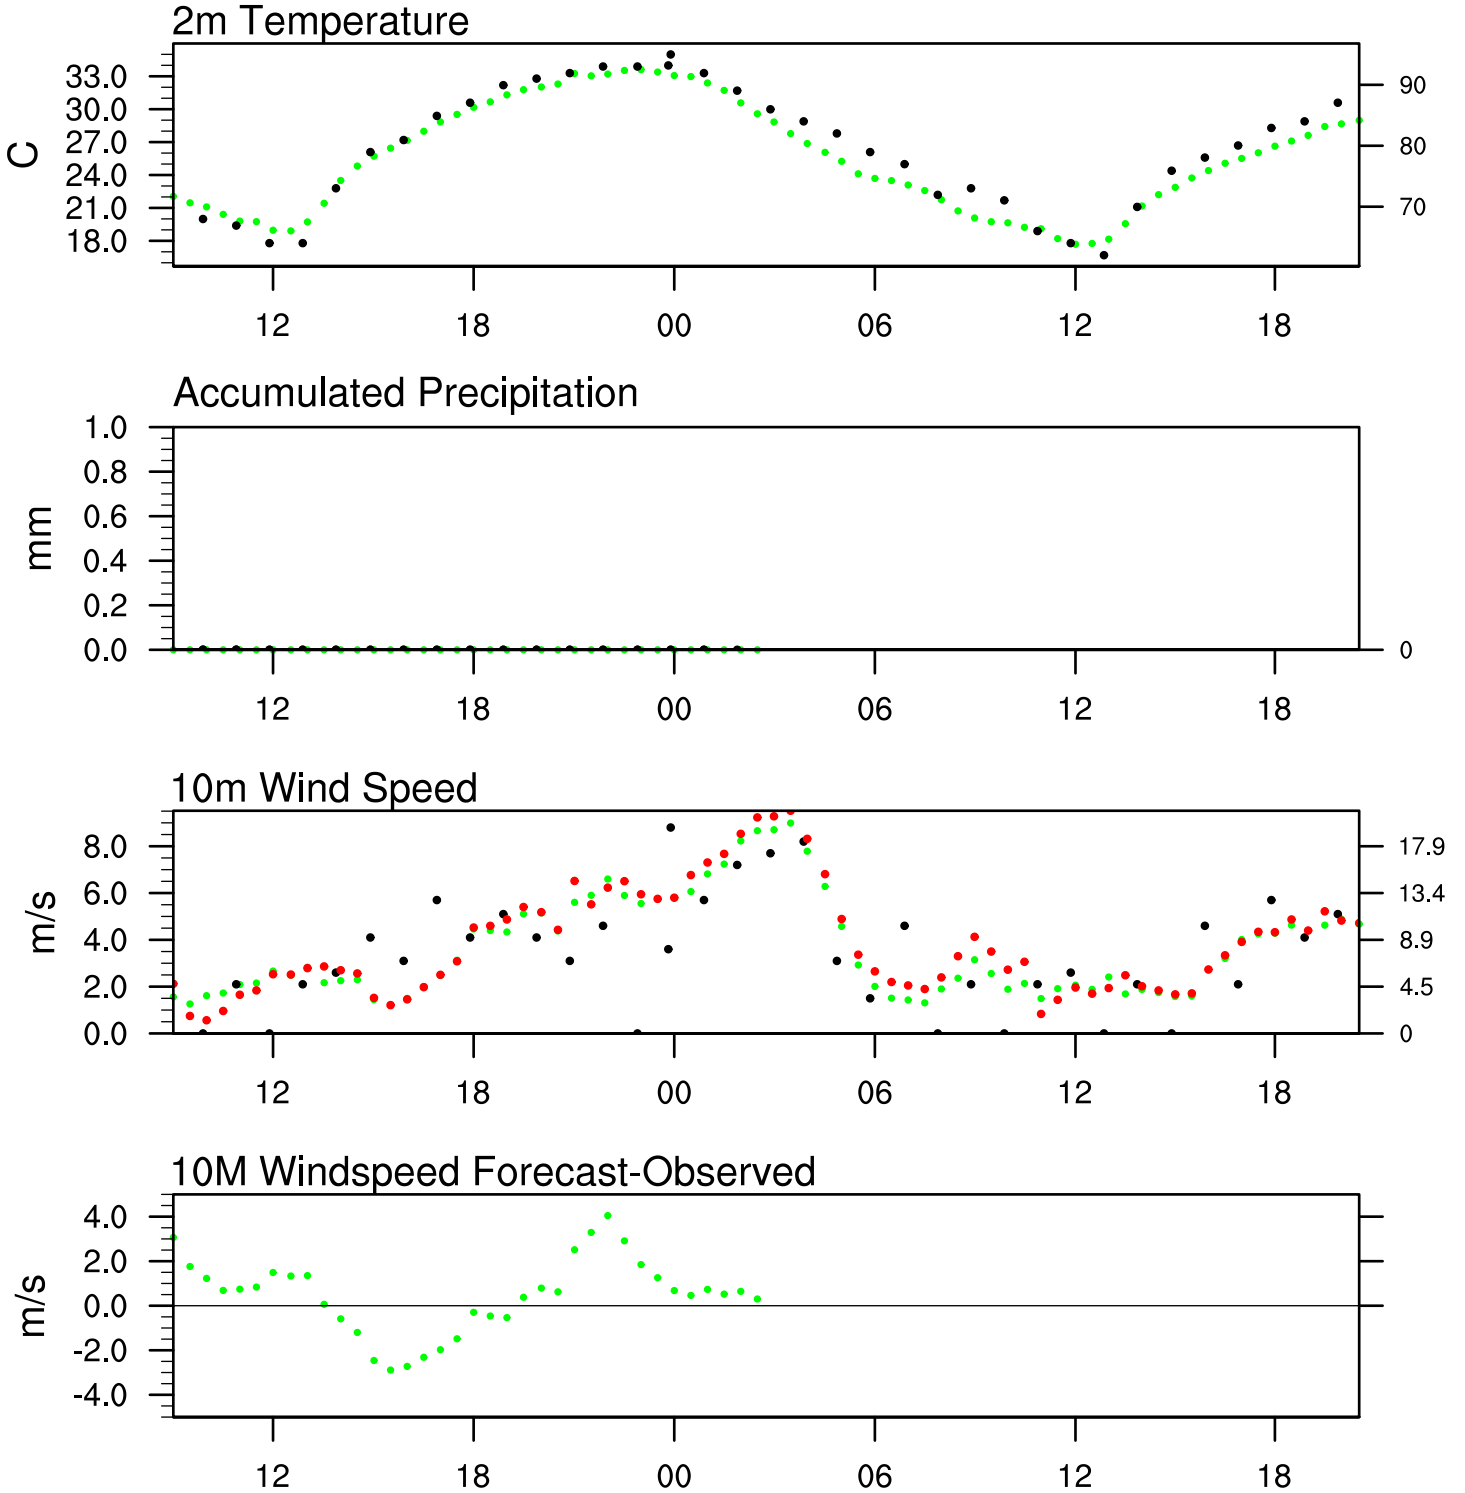 2m Temperature
33.0
30.0
27.0
24.0
21.0
18.0
C
90
80
70
12 18 00 06 12 18
Accumulated Precipitation
1.0
0.8
0.6
0.4
0.2
0.0
mm
0
12 18 00 06 12 18
10m Wind Speed
8.0
6.0
4.0
2.0
0.0
m/s
17.9
13.4
8.9
4.5
0
12 18 00 06 12 18
10M Windspeed Forecast-Observed
4.0
2.0
0.0
-2.0
-4.0
m/s
12 18 00 06 12 18